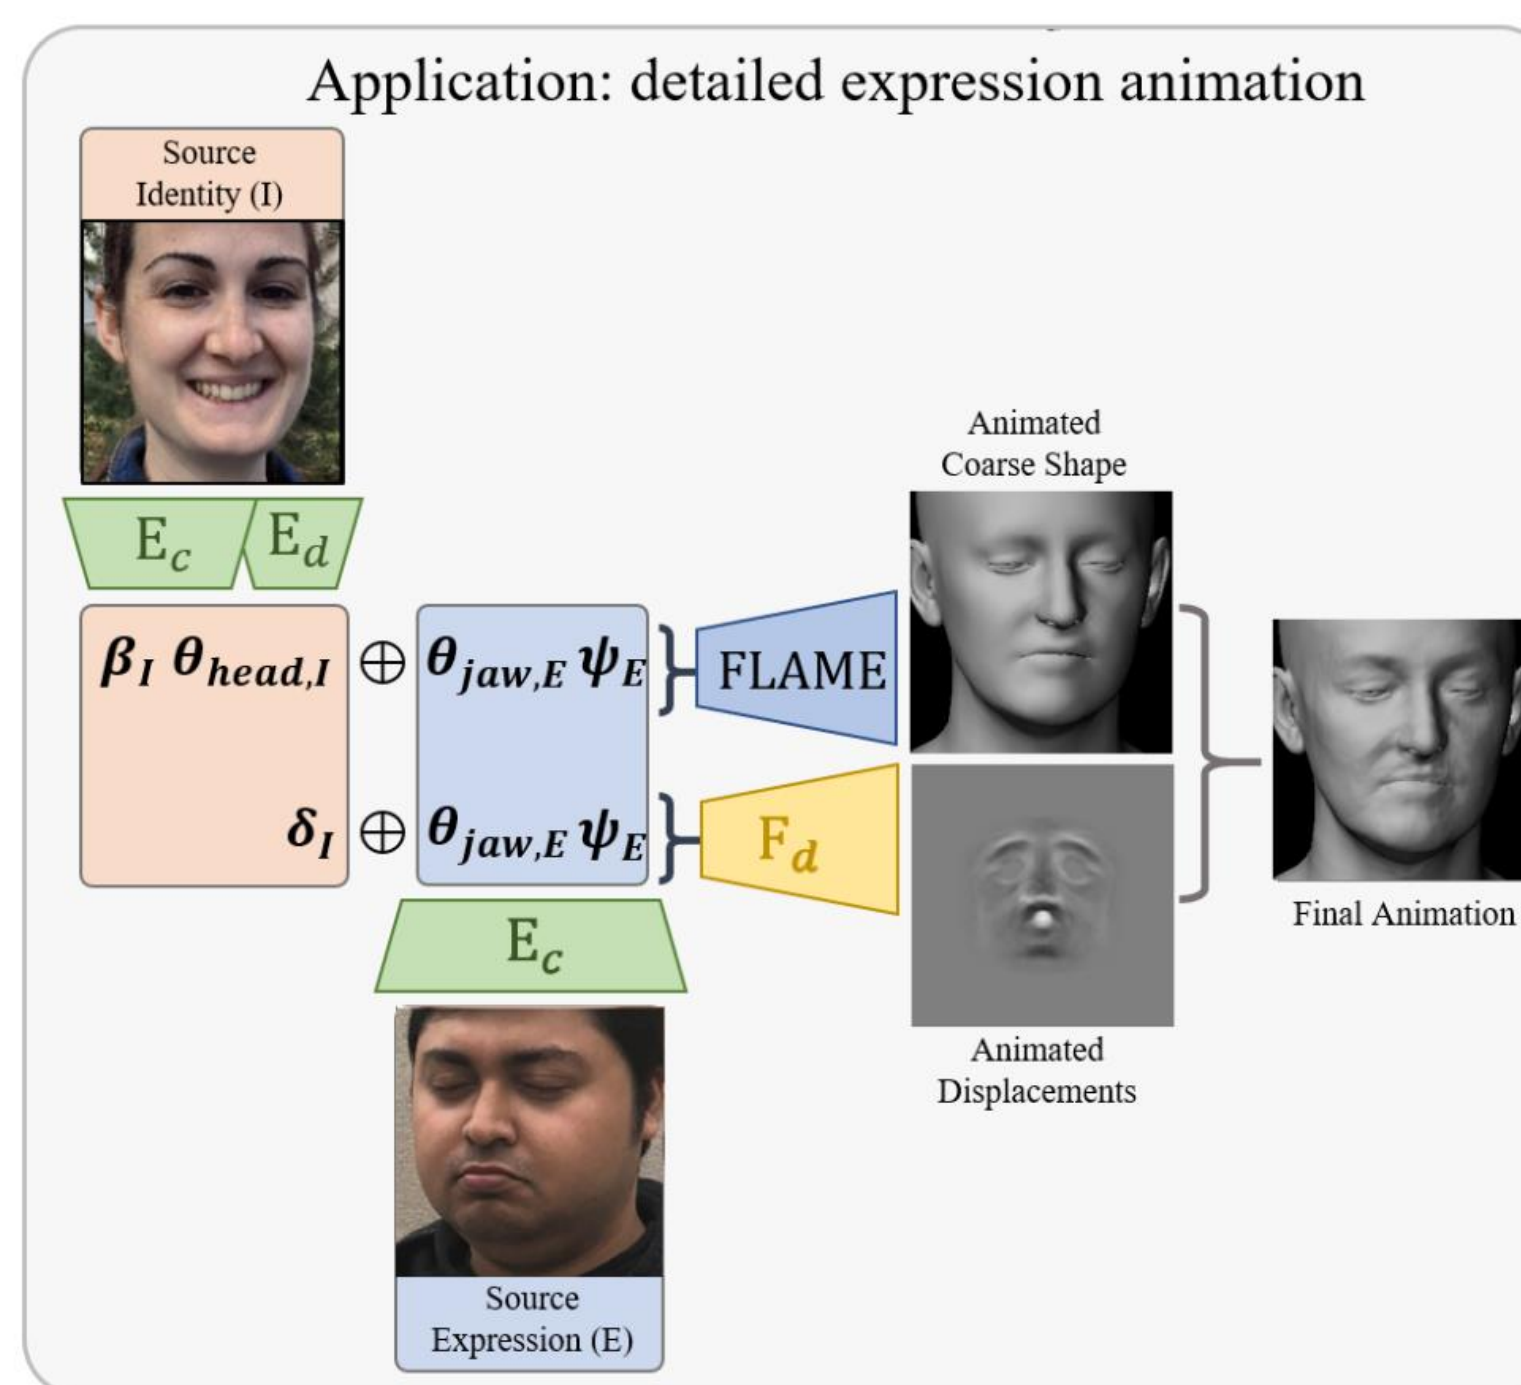 Application: detailed expression animation
Source
Identity (I)
E_c E_d
β_I θ_head,I ⊕ θ_jaw,E ψ_E
FLAME
Animated
Coarse Shape
δ_I ⊕ θ_jaw,E ψ_E
F_d
Final Animation
E_c
Animated
Displacements
Source
Expression (E)